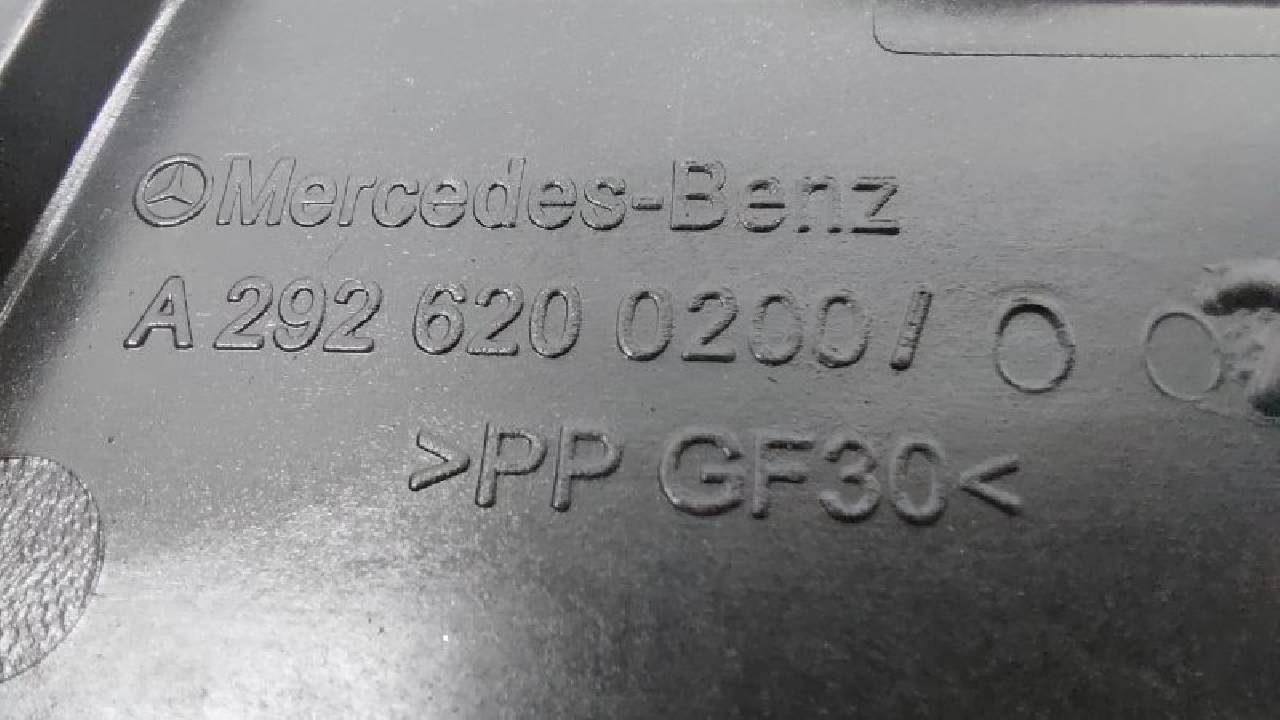 Mercedes-Benz
A 292 620 0200/
>PP GF30<